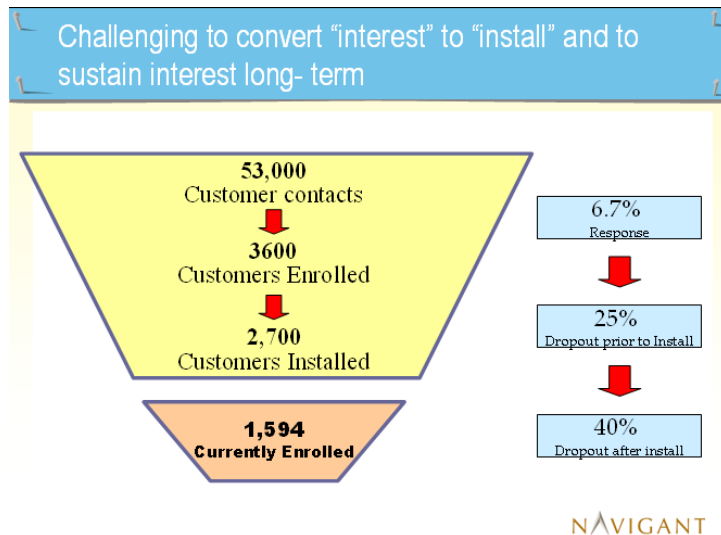 Challenging to convert “interest” to “install” and to
sustain interest long- term
53,000
Customer contacts
3600
Customers Enrolled
2,700
Customers Installed
1,594
Currently Enrolled
6.7%
Response
25%
Dropout prior to Install
40%
Dropout after install
NAVIGANT